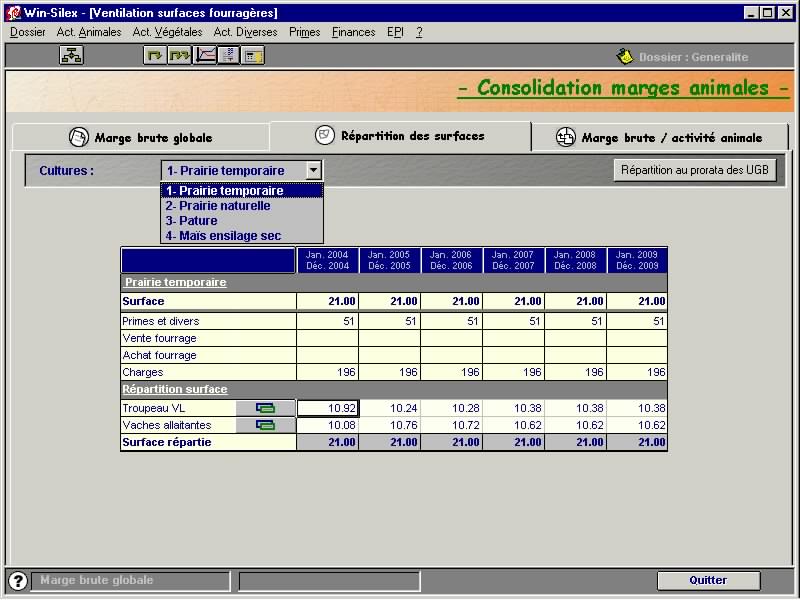 Win-Silex - [Ventilation surfaces fourragères]
Dossier Act. Animales Act. Végétales Act. Diverses Primes Finances EPI ?
Dossier : Generalite
- Consolidation marges animales -
Marge brute globale Répartition des surfaces Marge brute / activité animale
Cultures : 1- Prairie temporaire Répartition au prorata des UGB
1- Prairie temporaire
2- Prairie naturelle
3- Pature
4- Maïs ensilage sec
Jan. 2004 Jan. 2005 Jan. 2006 Jan. 2007 Jan. 2008 Jan. 2009
Déc. 2004 Déc. 2005 Déc. 2006 Déc. 2007 Déc. 2008 Déc. 2009
Prairie temporaire
Surface 21.00 21.00 21.00 21.00 21.00 21.00
Primes et divers 51 51 51 51 51 51
Vente fourrage
Achat fourrage
Charges 196 196 196 196 196 196
Répartition surface
Troupeau VL 10.92 10.24 10.28 10.38 10.38 10.38
Vaches allaitantes 10.08 10.76 10.72 10.62 10.62 10.62
Surface répartie 21.00 21.00 21.00 21.00 21.00 21.00
? Marge brute globale Quitter